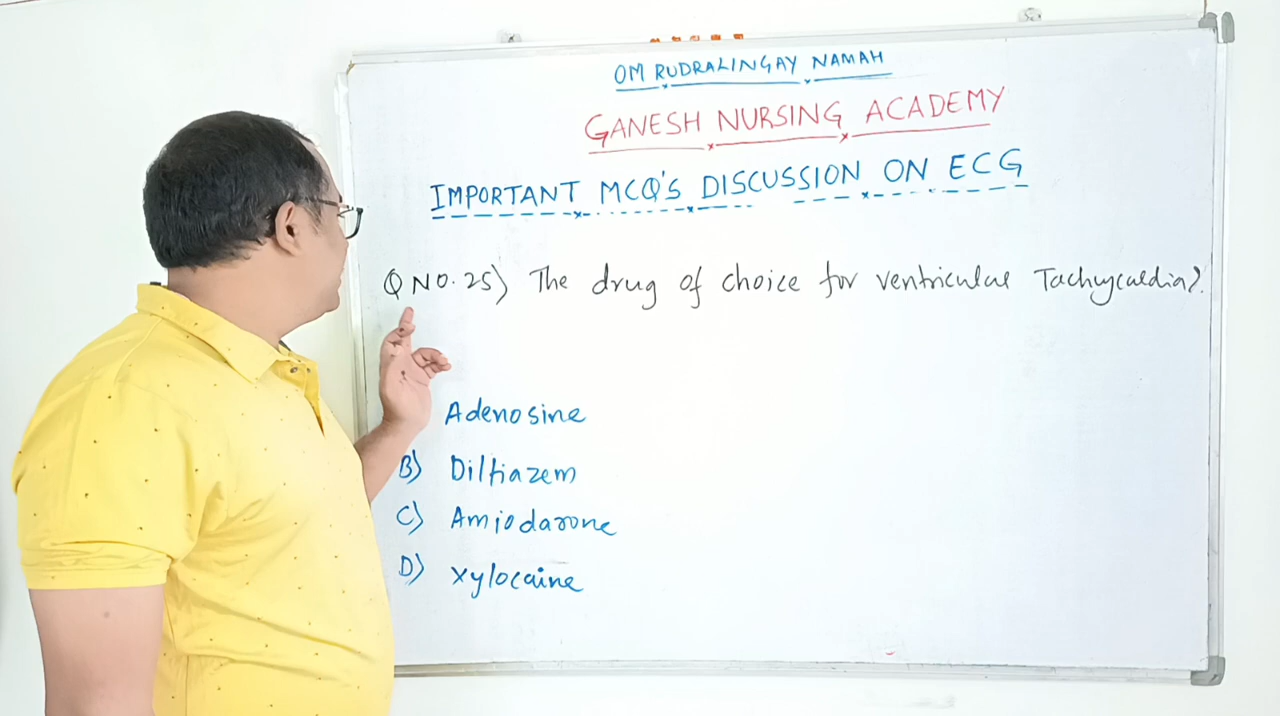 OM RUDRALINGAY NAMAH
GANESH NURSING ACADEMY
IMPORTANT MCQ'S DISCUSSION ON ECG
Q NO. 25) The drug of choice for ventricular Tachycardia?
Adenosine
B) Diltiazem
C) Amiodarone
D) Xylocaine